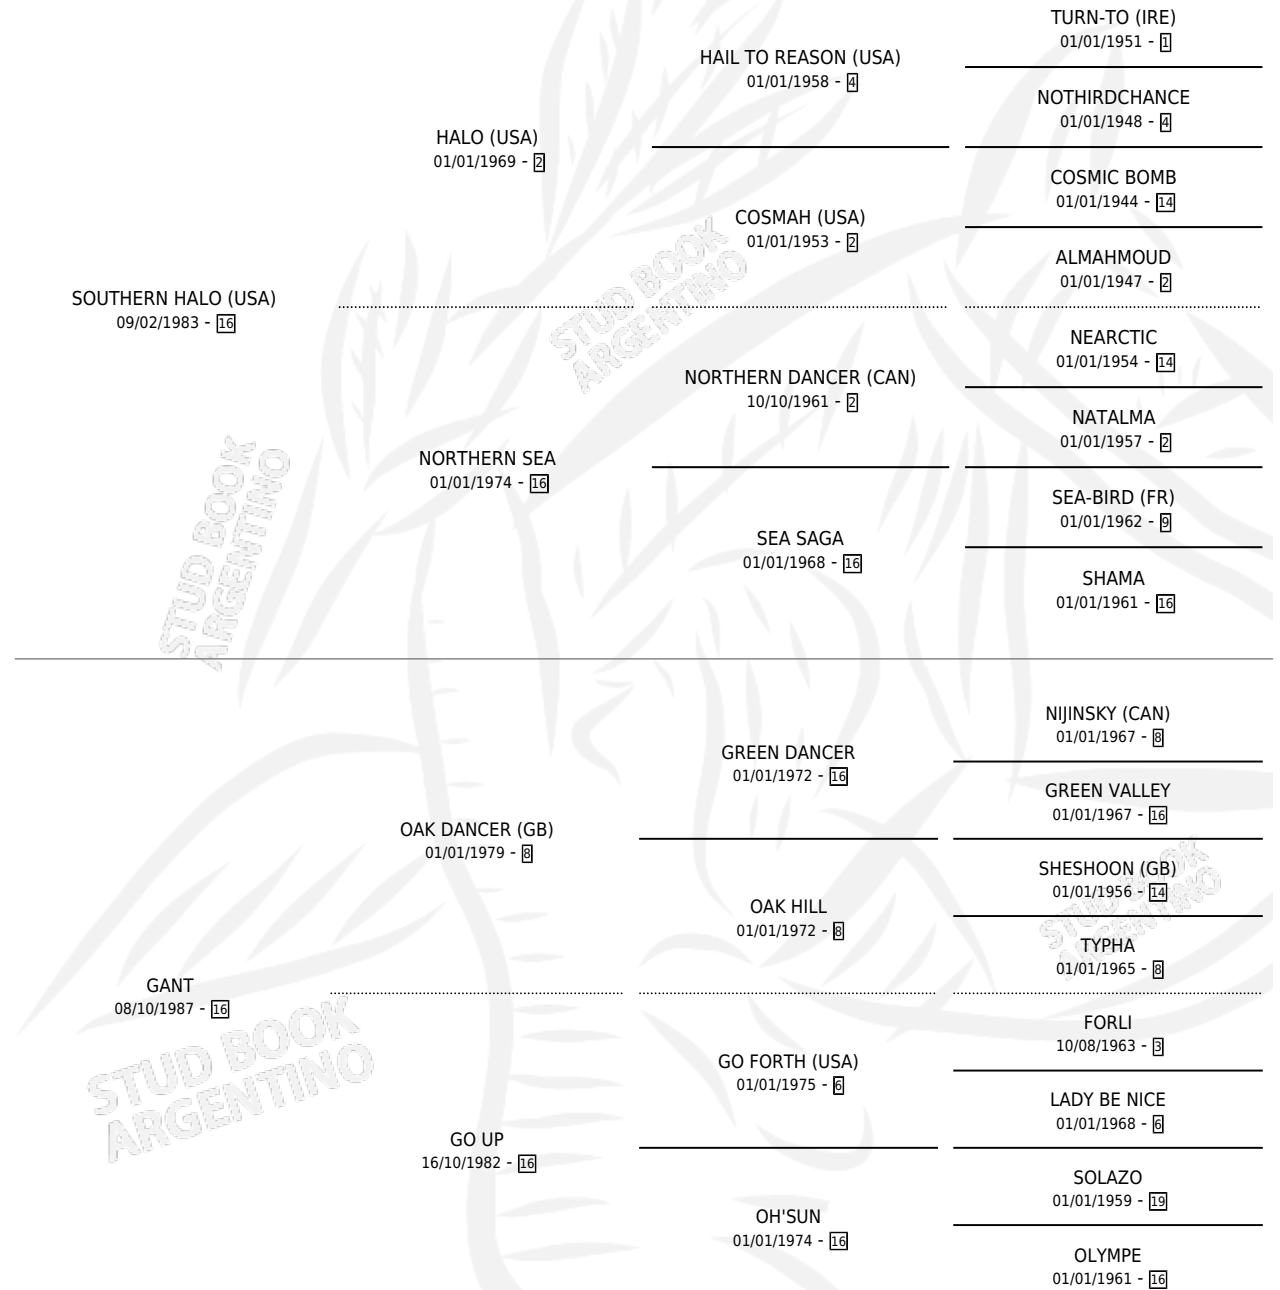 TURN-TO (IRE)
01/01/1951 - 1
HAIL TO REASON (USA)
01/01/1958 - 4
NOTHIRDCHANCE
01/01/1948 - 4
HALO (USA)
01/01/1969 - 2
COSMIC BOMB
01/01/1944 - 14
COSMAH (USA)
01/01/1953 - 2
ALMAHMOUD
01/01/1947 - 2
SOUTHERN HALO (USA)
09/02/1983 - 16
NEARCTIC
01/01/1954 - 14
NORTHERN DANCER (CAN)
10/10/1961 - 2
NATALMA
01/01/1957 - 2
NORTHERN SEA
01/01/1974 - 16
SEA-BIRD (FR)
01/01/1962 - 9
SEA SAGA
01/01/1968 - 16
SHAMA
01/01/1961 - 16
NIJINSKY (CAN)
01/01/1967 - 8
GREEN DANCER
01/01/1972 - 16
GREEN VALLEY
01/01/1967 - 16
OAK DANCER (GB)
01/01/1979 - 8
SHESHOON (GB)
01/01/1956 - 14
OAK HILL
01/01/1972 - 8
TYPHA
01/01/1965 - 8
GANT
08/10/1987 - 16
FORLI
10/08/1963 - 3
GO FORTH (USA)
01/01/1975 - 6
LADY BE NICE
01/01/1968 - 6
GO UP
16/10/1982 - 16
SOLAZO
01/01/1959 - 19
OH'SUN
01/01/1974 - 16
OLYMPE
01/01/1961 - 16
STUD BOOK
ARGENTINO
STUD BOOK
ARGENTINO
STUD BOOK
ARGENTINO
STUD BOOK
ARGENTINO